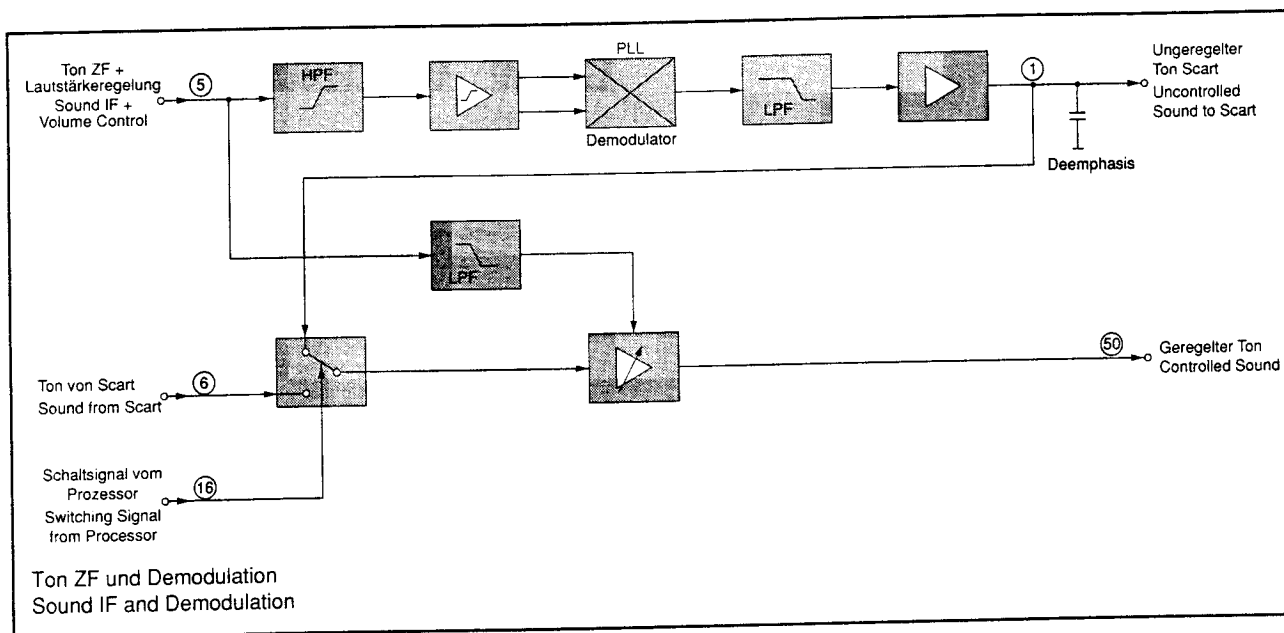 Ton ZF +
Lautstärkeregelung
Sound IF +
Volume Control
5
HPF
PLL
Demodulator
LPF
1
Ungeregelter
Ton Scart
Uncontrolled
Sound to Scart
Deemphasis
LPF
Ton von Scart
Sound from Scart
6
50
Geregelter Ton
Controlled Sound
Schaltsignal vom
Prozessor
Switching Signal
from Processor
16
Ton ZF und Demodulation
Sound IF and Demodulation